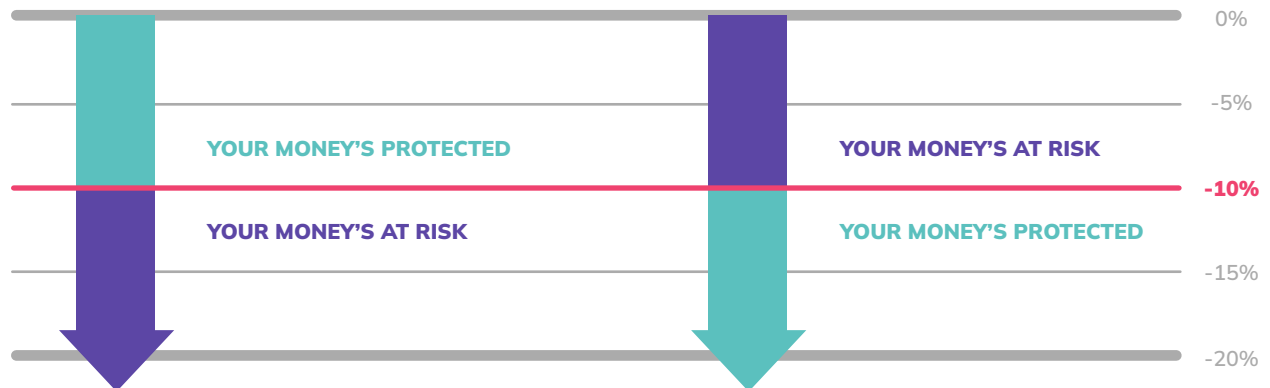 0%
-5%
YOUR MONEY’S PROTECTED
YOUR MONEY’S AT RISK
-10%
YOUR MONEY’S AT RISK
YOUR MONEY’S PROTECTED
-15%
-20%